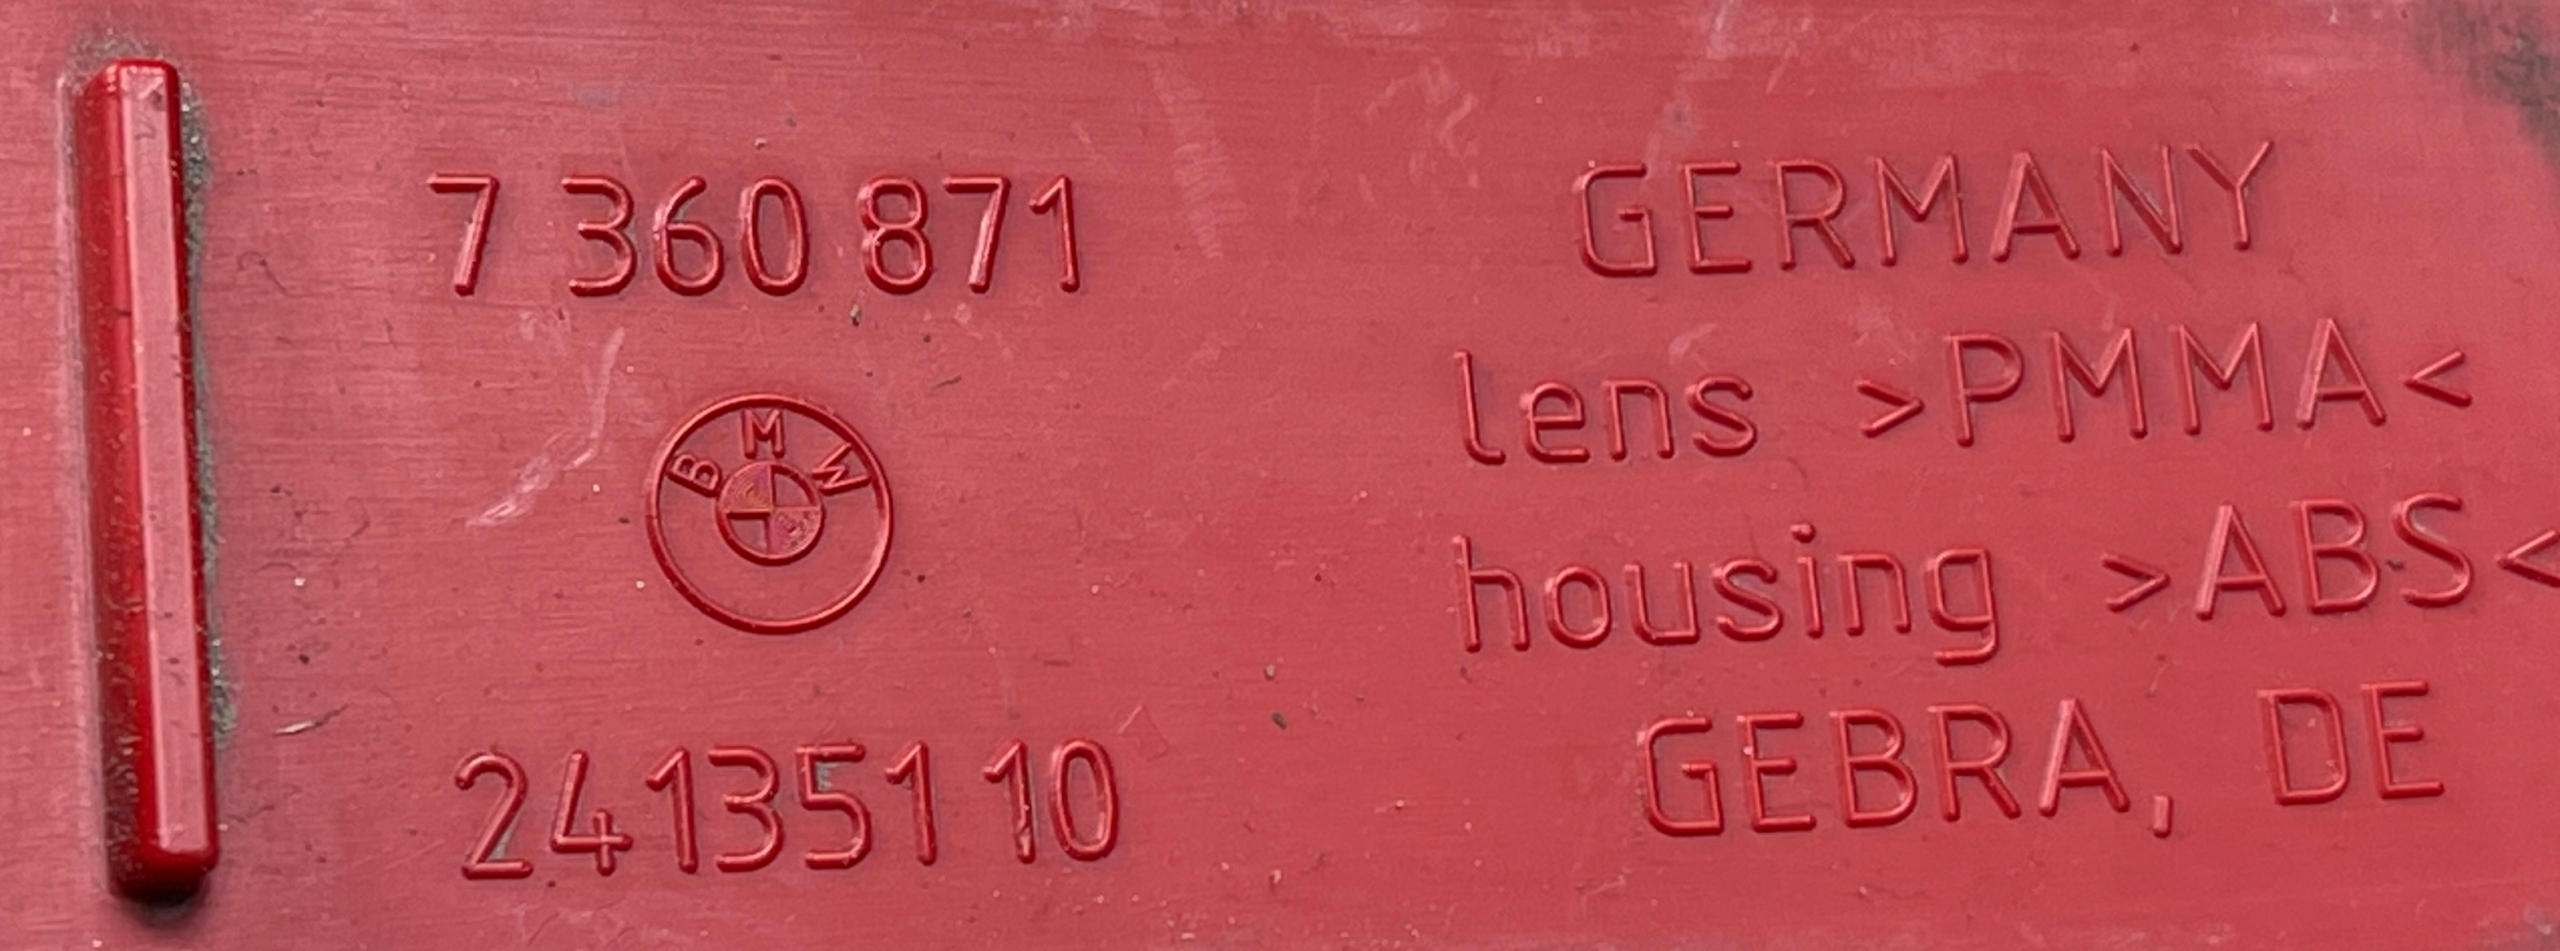 7 360 871
BMW
24135110
GERMANY
lens >PMMA<
housing >ABS<
GEBRA, DE